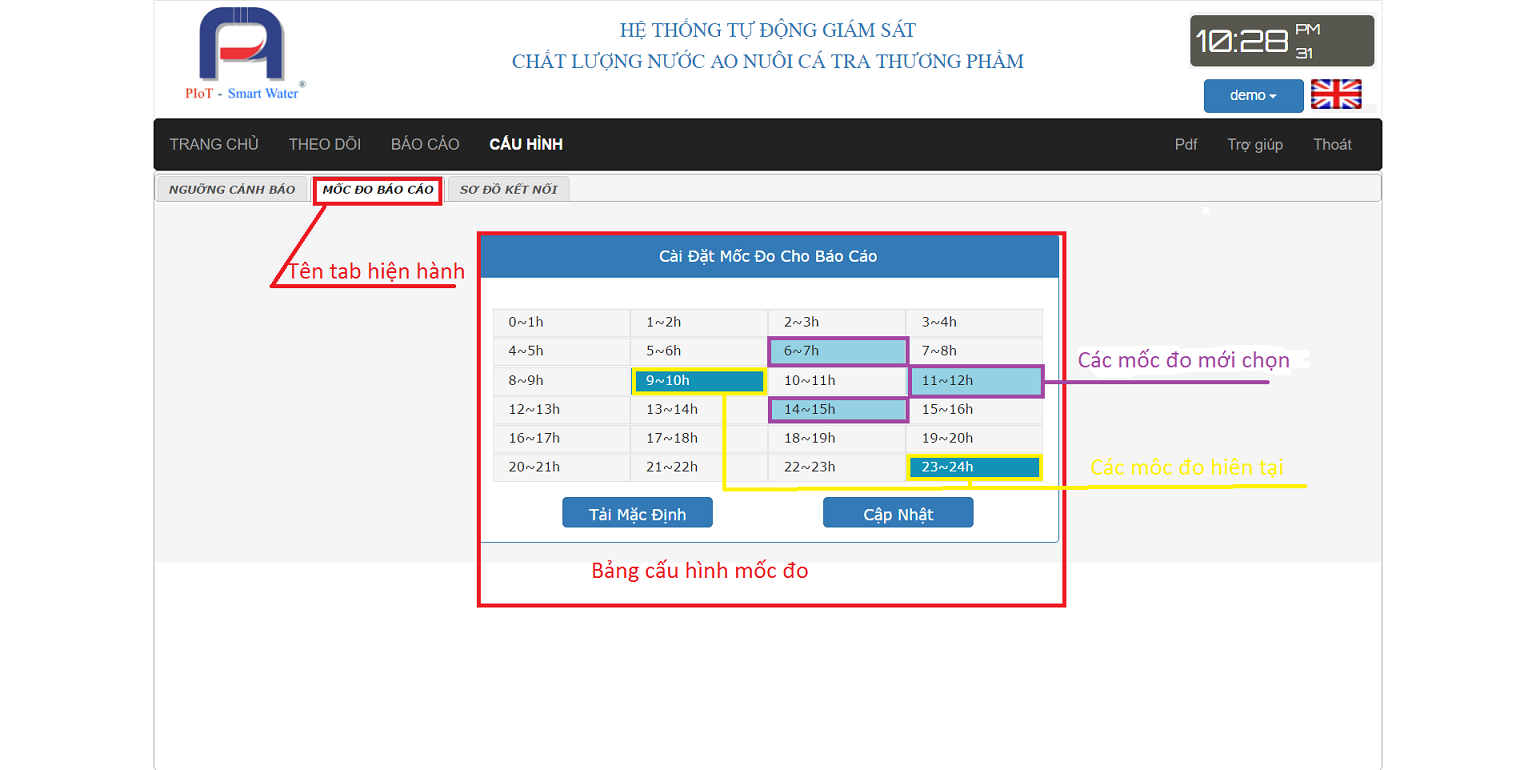 HỆ THỐNG TỰ ĐỘNG GIÁM SÁT
CHẤT LƯỢNG NƯỚC AO NUÔI CÁ TRA THƯƠNG PHẨM
PIoT - Smart Water®
10:28 PM 31
demo
TRANG CHỦ THEO DÕI BÁO CÁO CẤU HÌNH Pdf Trợ giúp Thoát
NGƯỠNG CẢNH BÁO MỐC ĐO BÁO CÁO SƠ ĐỒ KẾT NỐI
Tên tab hiện hành
Cài Đặt Mốc Đo Cho Báo Cáo
0~1h 1~2h 2~3h 3~4h
4~5h 5~6h 6~7h 7~8h
8~9h 9~10h 10~11h 11~12h
12~13h 13~14h 14~15h 15~16h
16~17h 17~18h 18~19h 19~20h
20~21h 21~22h 22~23h 23~24h
Các mốc đo mới chọn
Các môc đo hiên tại
Tải Mặc Định Cập Nhật
Bảng cấu hình mốc đo